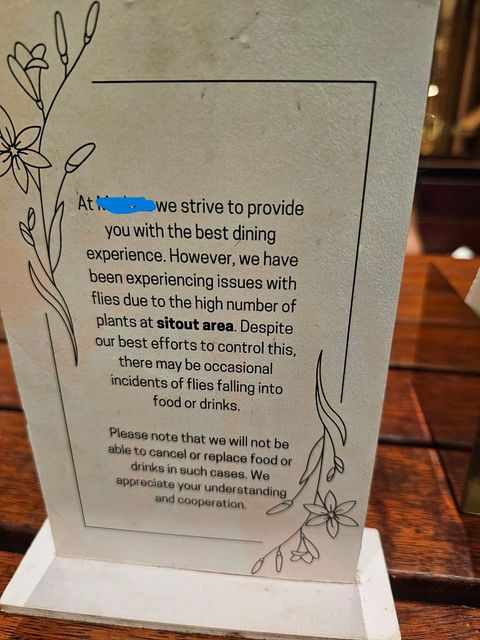 At we strive to provide
you with the best dining
experience. However, we have
been experiencing issues with
flies due to the high number of
plants at sitout area. Despite
our best efforts to control this,
there may be occasional
incidents of flies falling into
food or drinks.
Please note that we will not be
able to cancel or replace food or
drinks in such cases. We
appreciate your understanding
and cooperation.